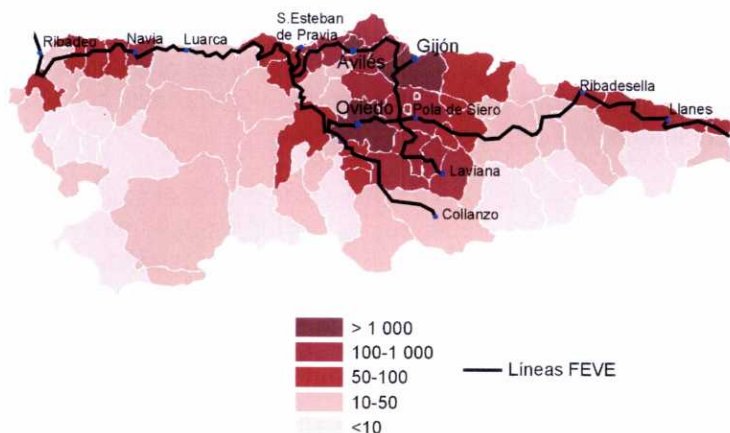 S.Esteban
de Pravia
Ribadeo
Navia
Luarca
Avilés
Gijón
Ribadesella
Oviedo
Pola de Siero
Llanes
Laviana
Collanzo
> 1 000
100-1 000
50-100
10-50
<10
Líneas FEVE